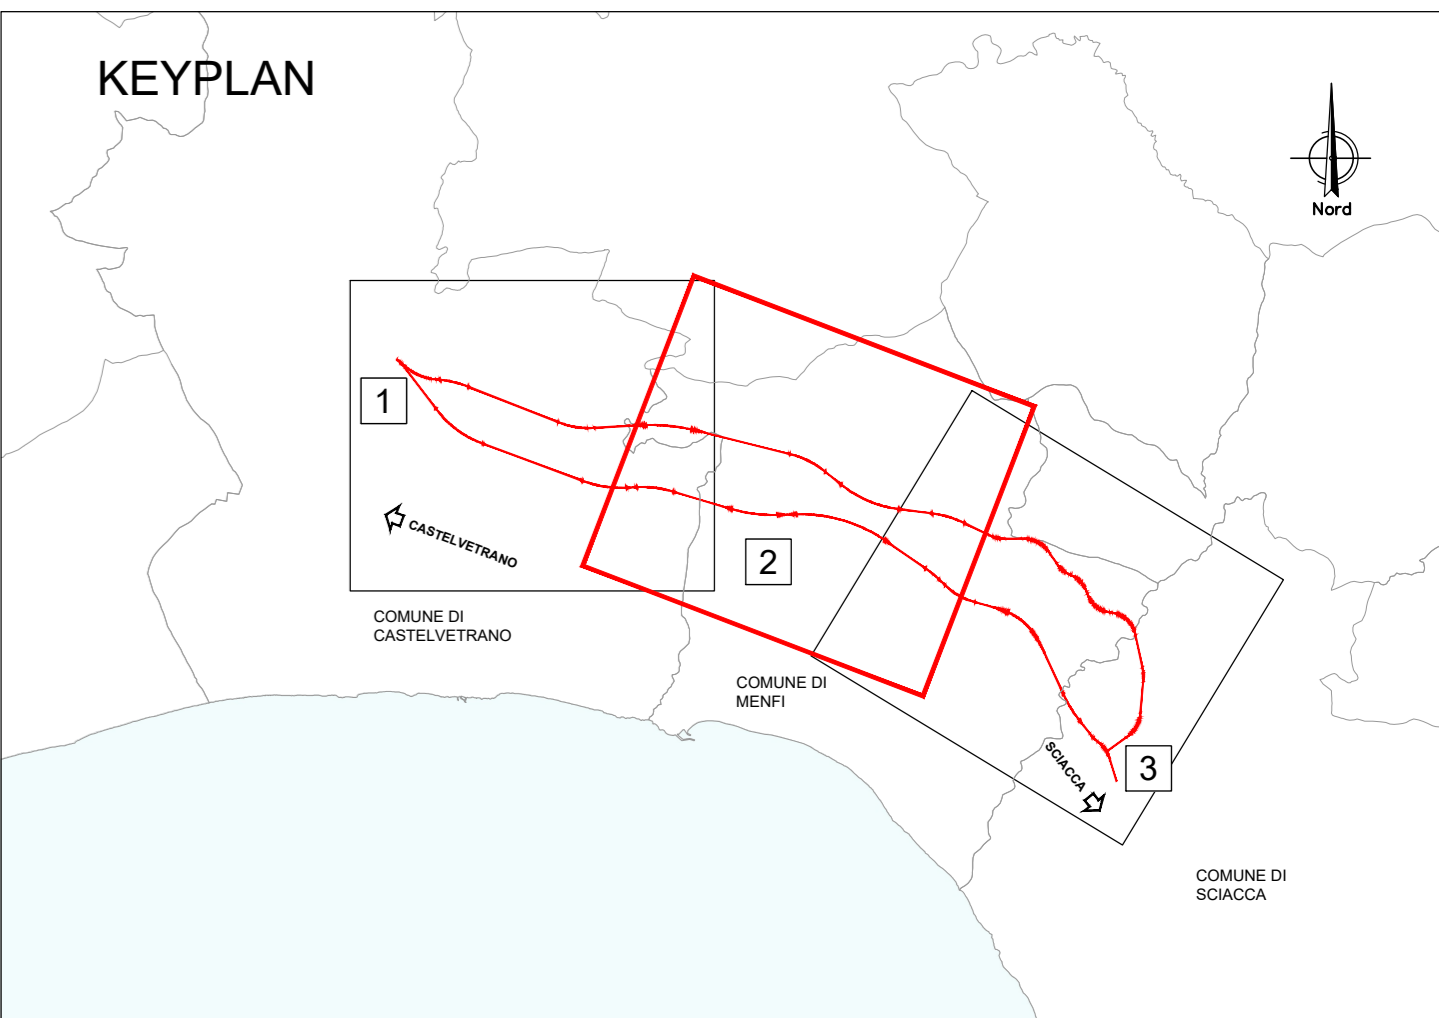 KEYPLAN
Nord
1
CASTELVETRANO
2
COMUNE DI
CASTELVETRANO
COMUNE DI
MENFI
SCIACCA
3
COMUNE DI
SCIACCA